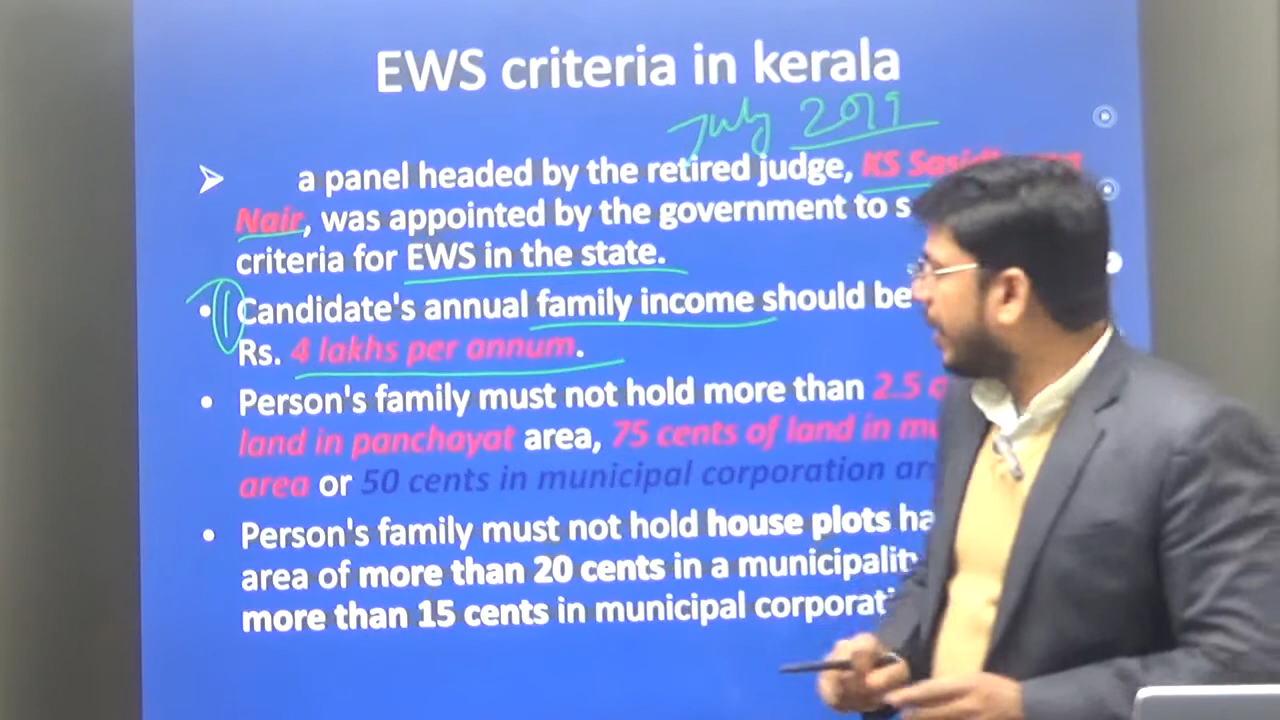 EWS criteria in kerala
July 2019
a panel headed by the retired judge, KS
Nair, was appointed by the government to
criteria for EWS in the state.
1
Candidate's annual family income should be
Rs. 4 lakhs per annum.
Person's family must not hold more than 2.5
land in panchayat area, 75 cents of land in
area or 50 cents in municipal corporation
Person's family must not hold house plots
area of more than 20 cents in a municipality
more than 15 cents in municipal